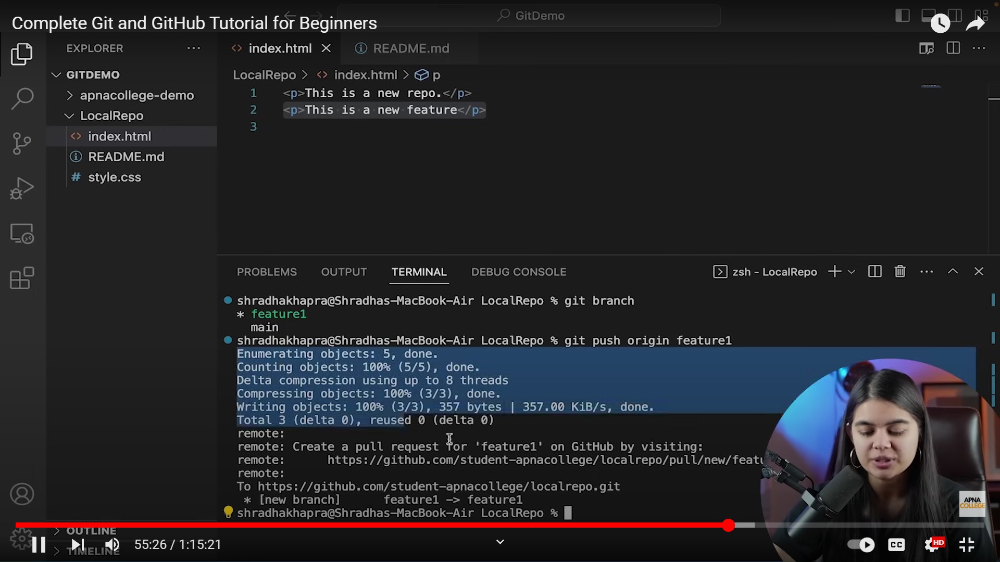 Complete Git and GitHub Tutorial for Beginners
GitDemo
EXPLORER
index.html
README.md
GITDEMO
apnacollege-demo
LocalRepo
index.html
README.md
style.css
LocalRepo > index.html > p
1 <p>This is a new repo.</p>
2 <p>This is a new feature</p>
3
PROBLEMS OUTPUT TERMINAL DEBUG CONSOLE
zsh - LocalRepo
shradhakhapra@Shradhas-MacBook-Air LocalRepo % git branch
* feature1
main
shradhakhapra@Shradhas-MacBook-Air LocalRepo % git push origin feature1
Enumerating objects: 5, done.
Counting objects: 100% (5/5), done.
Delta compression using up to 8 threads
Compressing objects: 100% (3/3), done.
Writing objects: 100% (3/3), 357 bytes | 357.00 KiB/s, done.
Total 3 (delta 0), reused 0 (delta 0)
remote:
remote: Create a pull request for 'feature1' on GitHub by visiting:
remote: https://github.com/student-apnacollege/localrepo/pull/new/featu
remote:
To https://github.com/student-apnacollege/localrepo.git
* [new branch] feature1 -> feature1
shradhakhapra@Shradhas-MacBook-Air LocalRepo %
APNA
COLLEGE
OUTLINE
TIMELINE
55:26 / 1:15:21
CC
HD